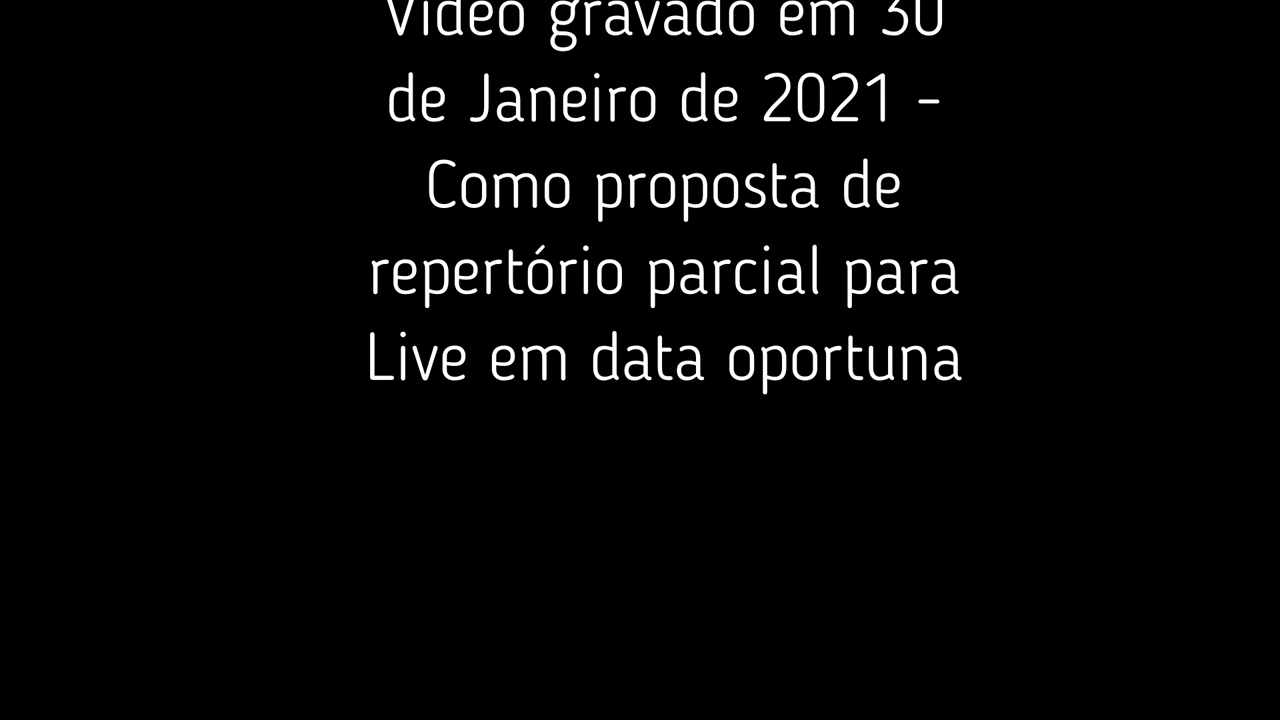 Vídeo gravado em 30
de Janeiro de 2021 -
Como proposta de
repertório parcial para
Live em data oportuna